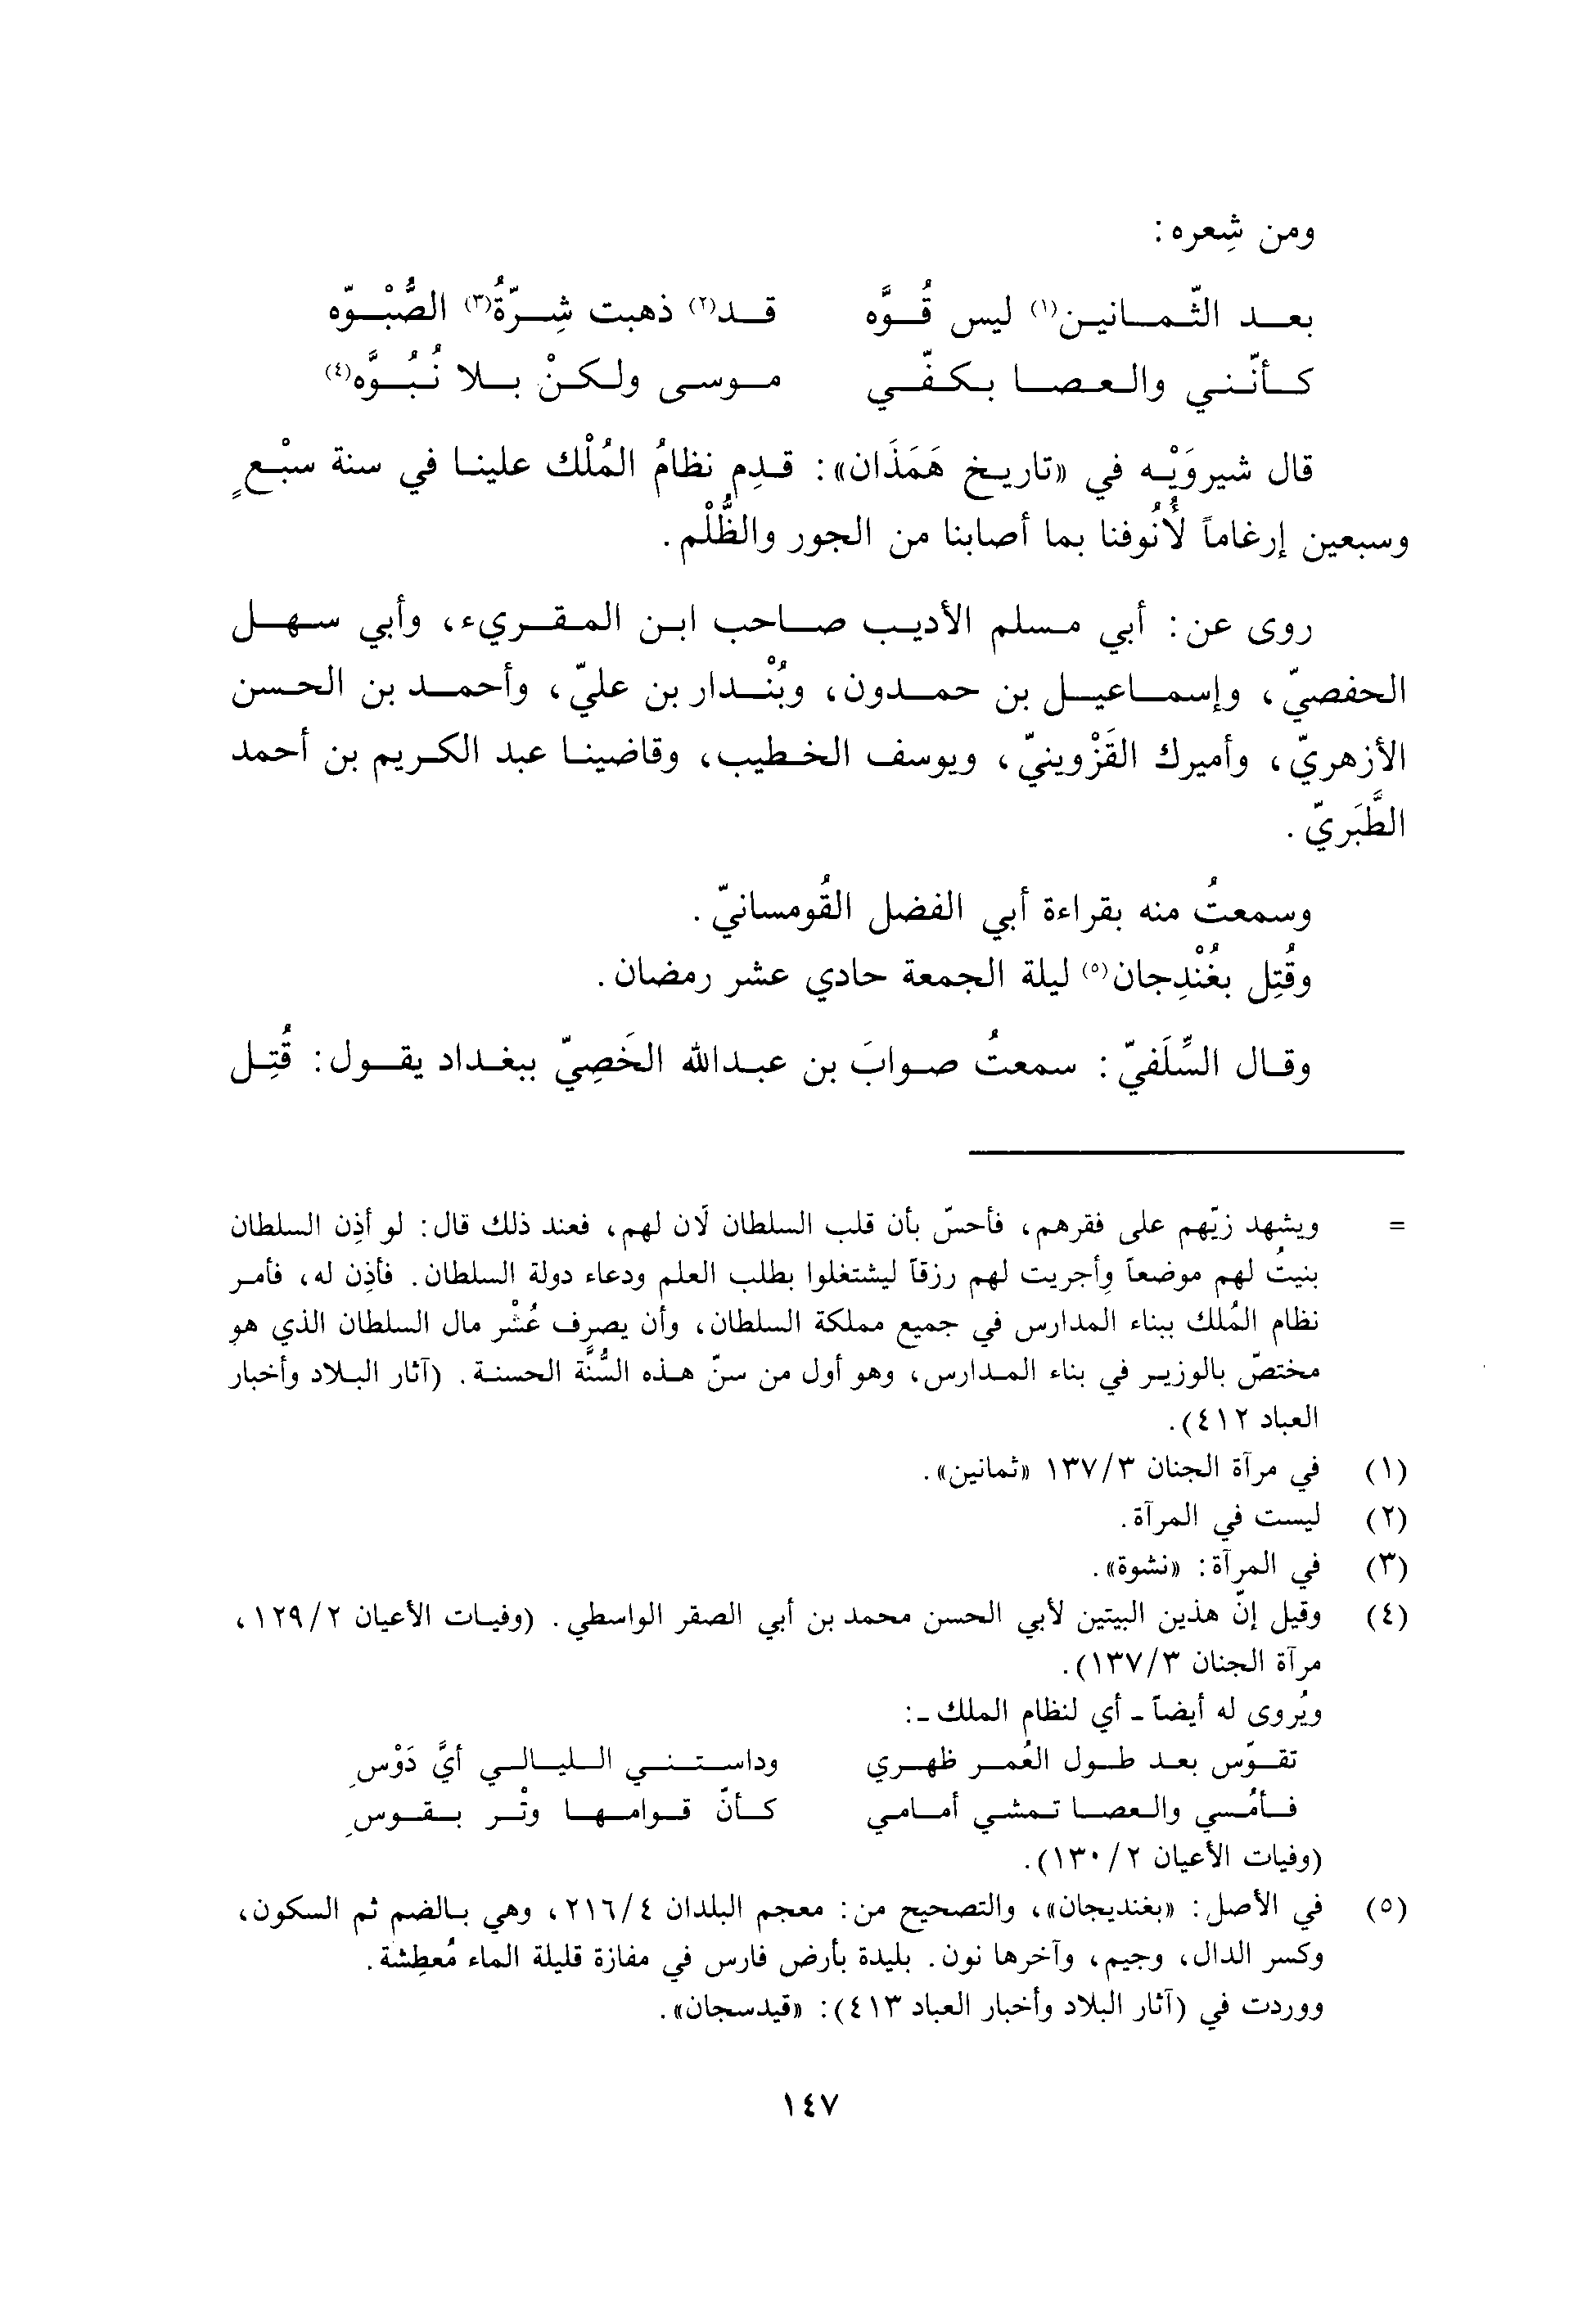 ومن شِعره:
بعد الثّمانين(١) ليس قُوَّه قد(٢) ذهبت شِرّةُ(٣) الصُّبْوّه
كأنّني والعصا بكفّي موسى ولكنْ بلا نُبُوَّه(٤)
قال شيروَيْه في «تاريخ هَمَذَان»: قدِم نظامُ المُلْك علينا في سنة سبْعٍ
وسبعين إرغاماً لأُنُوفنا بما أصابنا من الجور والظُّلْم.
روى عن: أبي مسلم الأديب صاحب ابن المقريء، وأبي سهل
الحفصيّ، وإسماعيل بن حمدون، وبُنْدار بن عليّ، وأحمد بن الحسن
الأزهريّ، وأميرك القَزْوينيّ، ويوسف الخطيب، وقاضينا عبد الكريم بن أحمد
الطَّبَريّ.
وسمعتُ منه بقراءة أبي الفضل القُومسانيّ.
وقُتِل بغُنْدِجان(٥) ليلة الجمعة حادي عشر رمضان.
وقال السِّلَفيّ: سمعتُ صوابَ بن عبدالله الخَصِيّ ببغداد يقول: قُتِل
= ويشهد زيّهم على فقرهم، فأحسّ بأن قلب السلطان لَان لهم، فعند ذلك قال: لو أذِن السلطان
بنيتُ لهم موضعاً وأجريت لهم رزقاً ليشتغلوا بطلب العلم ودعاء دولة السلطان. فأذِن له، فأمر
نظام المُلك ببناء المدارس في جميع مملكة السلطان، وأن يصرِف عُشْر مال السلطان الذي هو
مختصّ بالوزير في بناء المدارس، وهو أول من سنّ هذه السُّنّة الحسنة. (آثار البلاد وأخبار
العباد ٤١٢).
(١) في مرآة الجنان ١٣٧/٣ «ثمانين».
(٢) ليست في المرآة.
(٣) في المرآة: «نشوة».
(٤) وقيل إنّ هذين البيتين لأبي الحسن محمد بن أبي الصقر الواسطي. (وفيات الأعيان ١٢٩/٢،
مرآة الجنان ١٣٧/٣).
ويُروى له أيضاً - أي لنظام الملك -:
تقوّس بعد طول العُمر ظهري وداستني الليالي أيَّ دَوْسِ
فأمُسي والعصا تمشي أمامي كأنّ قوامها وتْر بقوسِ
(وفيات الأعيان ١٣٠/٢).
(٥) في الأصل: «بغنديجان»، والتصحيح من: معجم البلدان ٢١٦/٤، وهي بالضم ثم السكون،
وكسر الدال، وجيم، وآخرها نون. بليدة بأرض فارس في مفازة قليلة الماء مُعطِشة.
ووردت في (آثار البلاد وأخبار العباد ٤١٣): «قيدسجان».
١٤٧